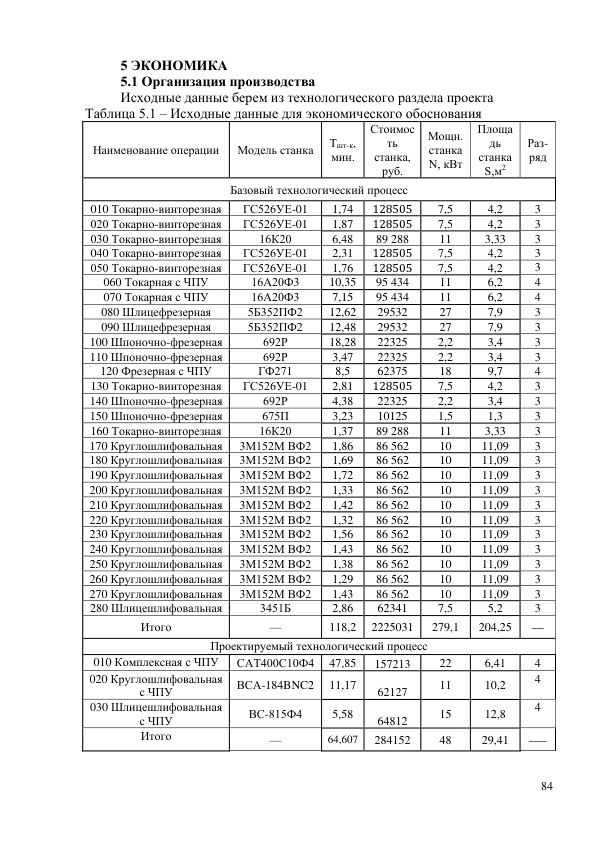 5 ЭКОНОМИКА
5.1 Организация производства
Исходные данные берем из технологического раздела проекта
Таблица 5.1 – Исходные данные для экономического обоснования
Наименование операции Модель станка Тшт-к, мин. Стоимость станка, руб. Мощн. станка N, кВт Площадь станка S,м2 Раз-ряд
Базовый технологический процесс
010 Токарно-винторезная ГС526УЕ-01 1,74 128505 7,5 4,2 3
020 Токарно-винторезная ГС526УЕ-01 1,87 128505 7,5 4,2 3
030 Токарно-винторезная 16К20 6,48 89 288 11 3,33 3
040 Токарно-винторезная ГС526УЕ-01 2,31 128505 7,5 4,2 3
050 Токарно-винторезная ГС526УЕ-01 1,76 128505 7,5 4,2 3
060 Токарная с ЧПУ 16А20Ф3 10,35 95 434 11 6,2 4
070 Токарная с ЧПУ 16А20Ф3 7,15 95 434 11 6,2 4
080 Шлицефрезерная 5Б352ПФ2 12,62 29532 27 7,9 3
090 Шлицефрезерная 5Б352ПФ2 12,48 29532 27 7,9 3
100 Шпоночно-фрезерная 692Р 18,28 22325 2,2 3,4 3
110 Шпоночно-фрезерная 692Р 3,47 22325 2,2 3,4 3
120 Фрезерная с ЧПУ ГФ271 8,5 62375 18 9,7 4
130 Токарно-винторезная ГС526УЕ-01 2,81 128505 7,5 4,2 3
140 Шпоночно-фрезерная 692Р 4,38 22325 2,2 3,4 3
150 Шпоночно-фрезерная 675П 3,23 10125 1,5 1,3 3
160 Токарно-винторезная 16К20 1,37 89 288 11 3,33 3
170 Круглошлифовальная 3М152М ВФ2 1,86 86 562 10 11,09 3
180 Круглошлифовальная 3М152М ВФ2 1,69 86 562 10 11,09 3
190 Круглошлифовальная 3М152М ВФ2 1,72 86 562 10 11,09 3
200 Круглошлифовальная 3М152М ВФ2 1,33 86 562 10 11,09 3
210 Круглошлифовальная 3М152М ВФ2 1,42 86 562 10 11,09 3
220 Круглошлифовальная 3М152М ВФ2 1,32 86 562 10 11,09 3
230 Круглошлифовальная 3М152М ВФ2 1,56 86 562 10 11,09 3
240 Круглошлифовальная 3М152М ВФ2 1,43 86 562 10 11,09 3
250 Круглошлифовальная 3М152М ВФ2 1,38 86 562 10 11,09 3
260 Круглошлифовальная 3М152М ВФ2 1,29 86 562 10 11,09 3
270 Круглошлифовальная 3М152М ВФ2 1,43 86 562 10 11,09 3
280 Шлицешлифовальная 3451Б 2,86 62341 7,5 5,2 3
Итого — 118,2 2225031 279,1 204,25 —
Проектируемый технологический процесс
010 Комплексная с ЧПУ CAT400C10Ф4 47,85 157213 22 6,41 4
020 Круглошлифовальная с ЧПУ ВСА-184BNC2 11,17 62127 11 10,2 4
030 Шлицешлифовальная с ЧПУ ВС-815Ф4 5,58 64812 15 12,8 4
Итого — 64,607 284152 48 29,41 —–
84